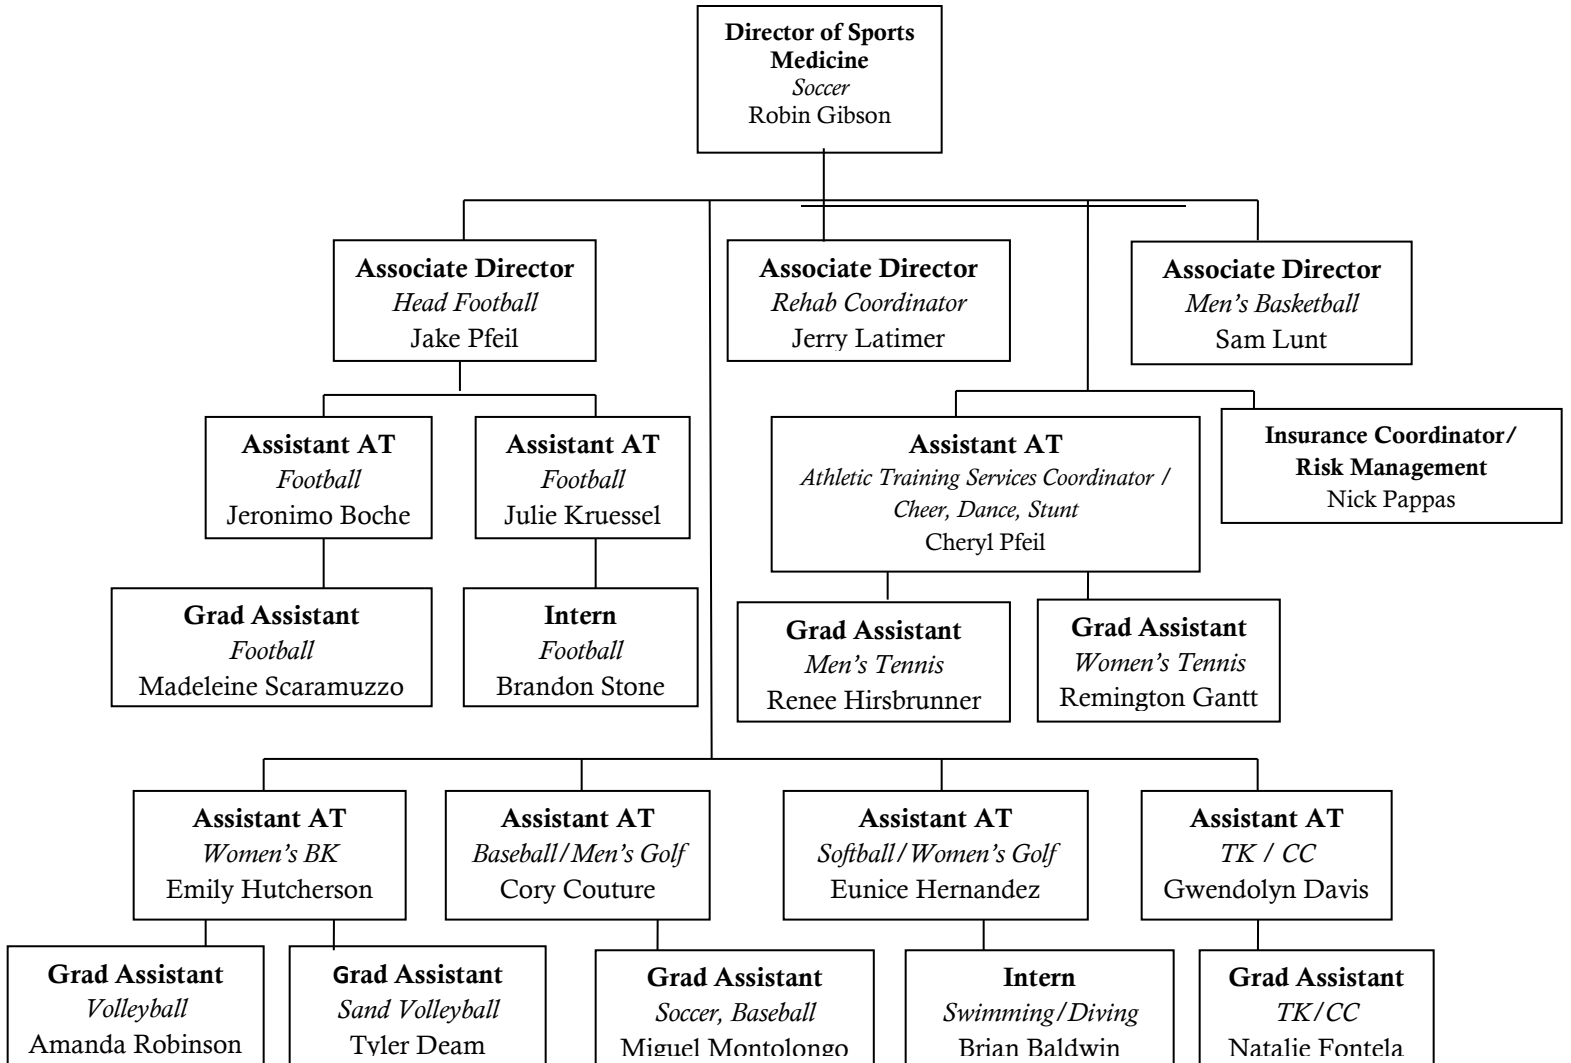 Director of Sports
Medicine
Soccer
Robin Gibson
Associate Director
Head Football
Jake Pfeil
Associate Director
Rehab Coordinator
Jerry Latimer
Associate Director
Men's Basketball
Sam Lunt
Assistant AT
Football
Jeronimo Boche
Assistant AT
Football
Julie Kruessel
Assistant AT
Athletic Training Services Coordinator /
Cheer, Dance, Stunt
Cheryl Pfeil
Insurance Coordinator/
Risk Management
Nick Pappas
Grad Assistant
Football
Madeleine Scaramuzzo
Intern
Football
Brandon Stone
Grad Assistant
Men's Tennis
Renee Hirsbrunner
Grad Assistant
Women's Tennis
Remington Gantt
Assistant AT
Women's BK
Emily Hutcherson
Assistant AT
Baseball/Men's Golf
Cory Couture
Assistant AT
Softball/Women's Golf
Eunice Hernandez
Assistant AT
TK / CC
Gwendolyn Davis
Grad Assistant
Volleyball
Amanda Robinson
Grad Assistant
Sand Volleyball
Tyler Deam
Grad Assistant
Soccer, Baseball
Miguel Montolongo
Intern
Swimming/Diving
Brian Baldwin
Grad Assistant
TK/CC
Natalie Fontela